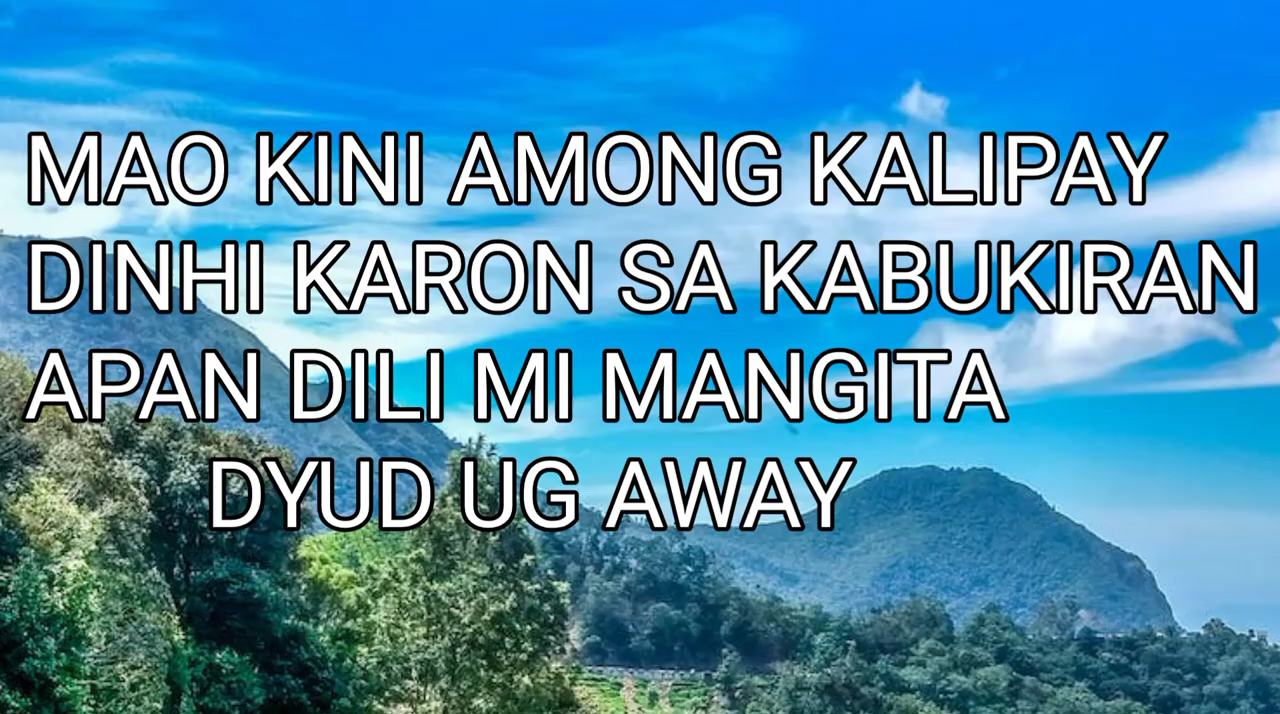 MAO KINI AMONG KALIPAY
DINHI KARON SA KABUKIRAN
APAN DILI MI MANGITA
DYUD UG AWAY